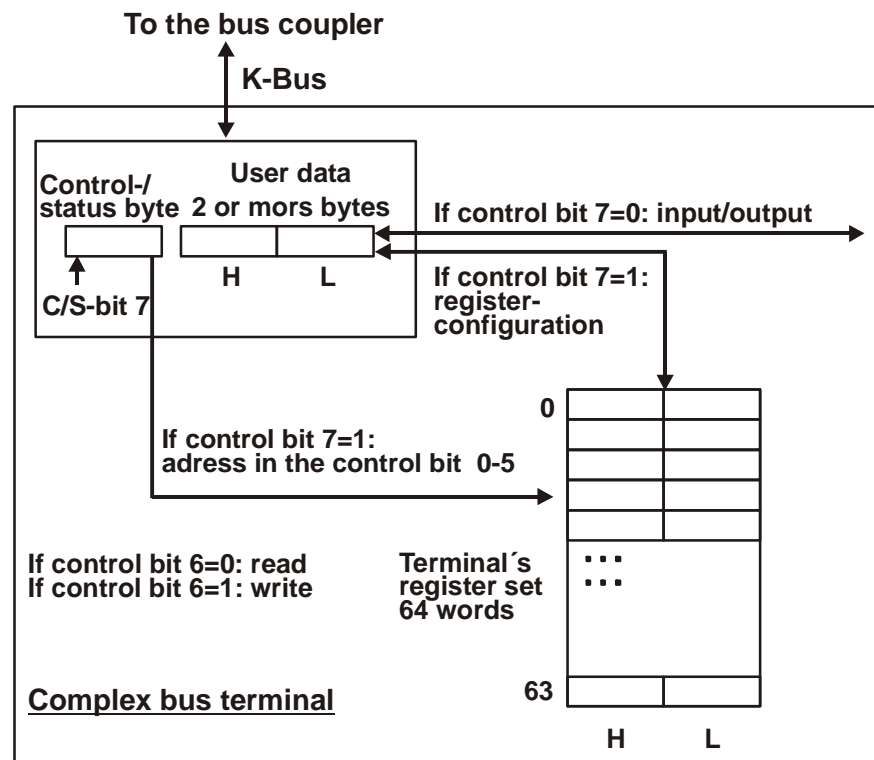 To the bus coupler
K-Bus
Control-/
status byte
User data
2 or mors bytes
H
L
C/S-bit 7
If control bit 7=0: input/output
If control bit 7=1:
register-
configuration
0
If control bit 7=1:
adress in the control bit 0-5
If control bit 6=0: read
If control bit 6=1: write
Terminal´s
register set
64 words
63
Complex bus terminal
H
L